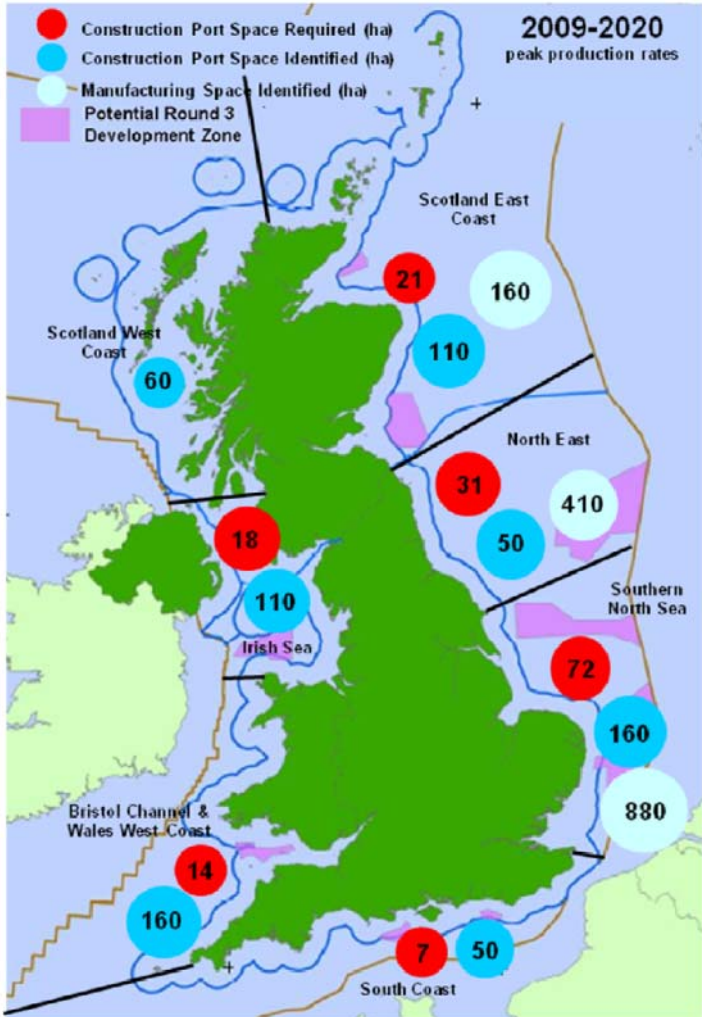 Construction Port Space Required (ha)
Construction Port Space Identified (ha)
Manufacturing Space Identified (ha)
Potential Round 3
Development Zone
2009-2020
peak production rates
Scotland East
Coast
21
160
110
Scotland West
Coast
60
North East
31
410
50
18
110
Irish Sea
Southern
North Sea
72
160
880
Bristol Channel &
Wales West Coast
14
160
7
50
South Coast